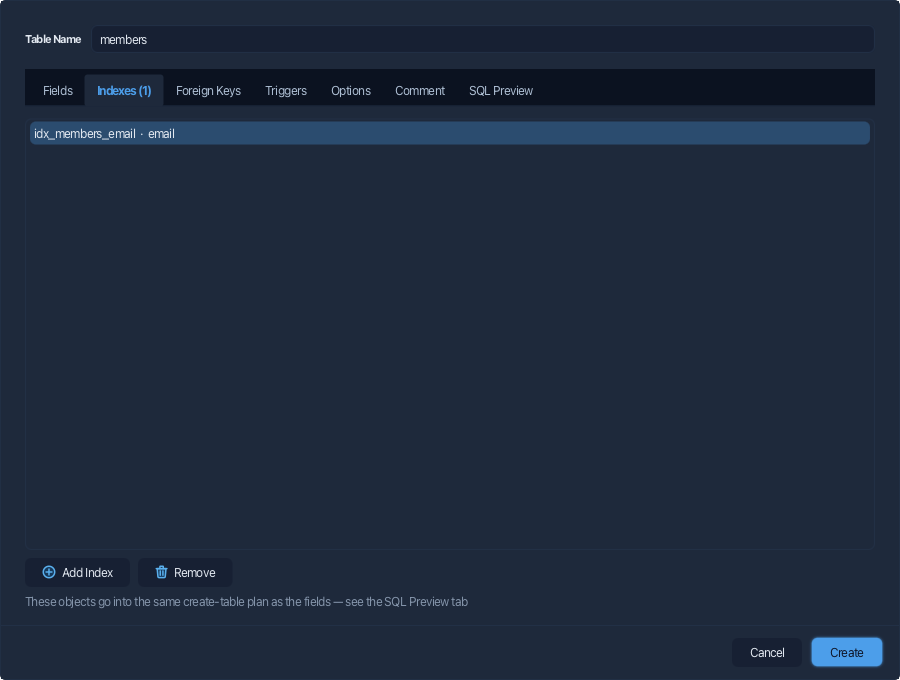 Table Name members
Fields Indexes (1) Foreign Keys Triggers Options Comment SQL Preview
idx_members_email · email
Add Index Remove
These objects go into the same create-table plan as the fields — see the SQL Preview tab
Cancel Create